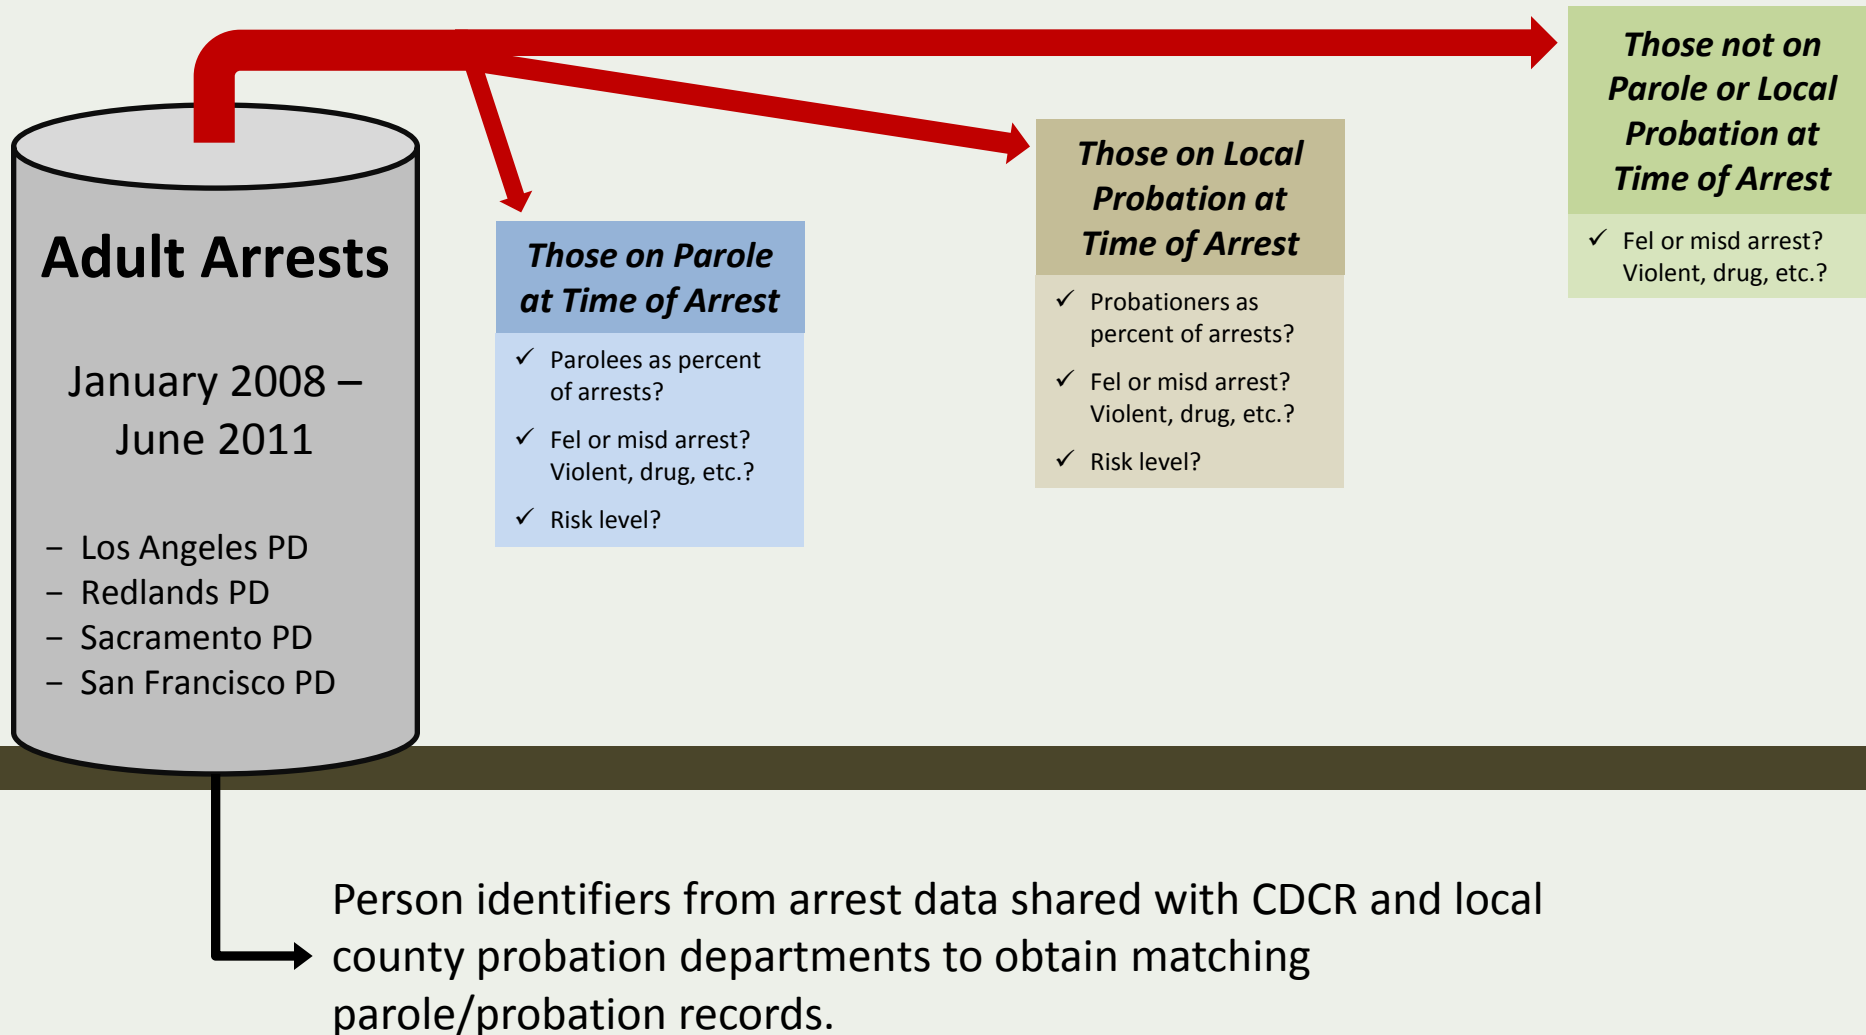 Adult Arrests
January 2008 –
June 2011
– Los Angeles PD
– Redlands PD
– Sacramento PD
– San Francisco PD
Those on Parole
at Time of Arrest
✓ Parolees as percent
of arrests?
✓ Fel or misd arrest?
Violent, drug, etc.?
✓ Risk level?
Those on Local
Probation at
Time of Arrest
✓ Probationers as
percent of arrests?
✓ Fel or misd arrest?
Violent, drug, etc.?
✓ Risk level?
Those not on
Parole or Local
Probation at
Time of Arrest
✓ Fel or misd arrest?
Violent, drug, etc.?
Person identifiers from arrest data shared with CDCR and local
county probation departments to obtain matching
parole/probation records.